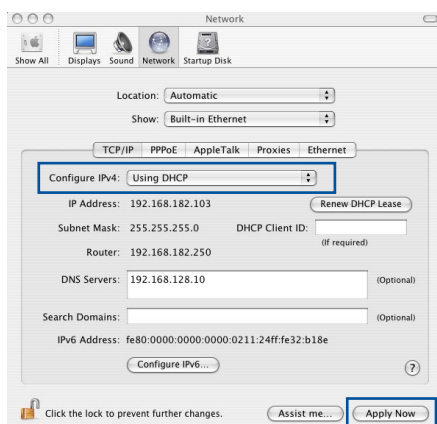 Network
Show All Displays Sound Network Startup Disk
Location: Automatic
Show: Built-in Ethernet
TCP/IP PPPoE AppleTalk Proxies Ethernet
Configure IPv4: Using DHCP
IP Address: 192.168.182.103 Renew DHCP Lease
Subnet Mask: 255.255.255.0 DHCP Client ID:
(If required)
Router: 192.168.182.250
DNS Servers: 192.168.128.10 (Optional)
Search Domains: (Optional)
IPv6 Address: fe80:0000:0000:0000:0211:24ff:fe32:b18e
Configure IPv6... ?
Click the lock to prevent further changes. Assist me... Apply Now